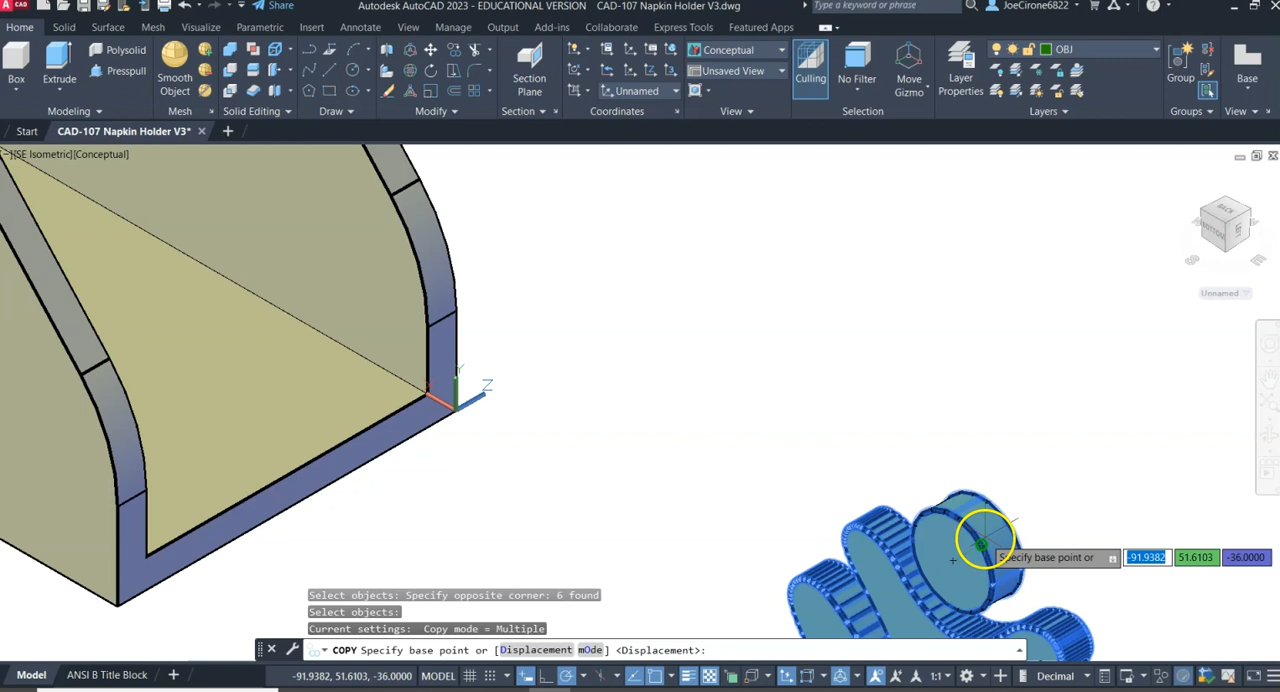 Share
Autodesk AutoCAD 2023 - EDUCATIONAL VERSION CAD-107 Napkin Holder V3.dwg
Type a keyword or phrase
JoeCirone6822
Home Solid Surface Mesh Visualize Parametric Insert Annotate View Manage Output Add-ins Collaborate Express Tools Featured Apps
Box
Extrude
Polysolid
Presspull
Smooth
Object
Section
Plane
Conceptual
Unsaved View
Unnamed
Culling
No Filter
Move
Gizmo
Layer
Properties
OBJ
Group
Base
Modeling Mesh Solid Editing Draw Modify Section Coordinates View Selection Layers Groups View
Start CAD-107 Napkin Holder V3*
[−][SE Isometric][Conceptual]
BACK
BOTTOM
S
E
Unnamed
Y
Z
Specify base point or
-91.9382
51.6103
-36.0000
Select objects: Specify opposite corner: 6 found
Select objects:
Current settings: Copy mode = Multiple
COPY Specify base point or [Displacement mOde] <Displacement>:
Model ANSI B Title Block
-91.9382, 51.6103, -36.0000 MODEL
1:1
Decimal